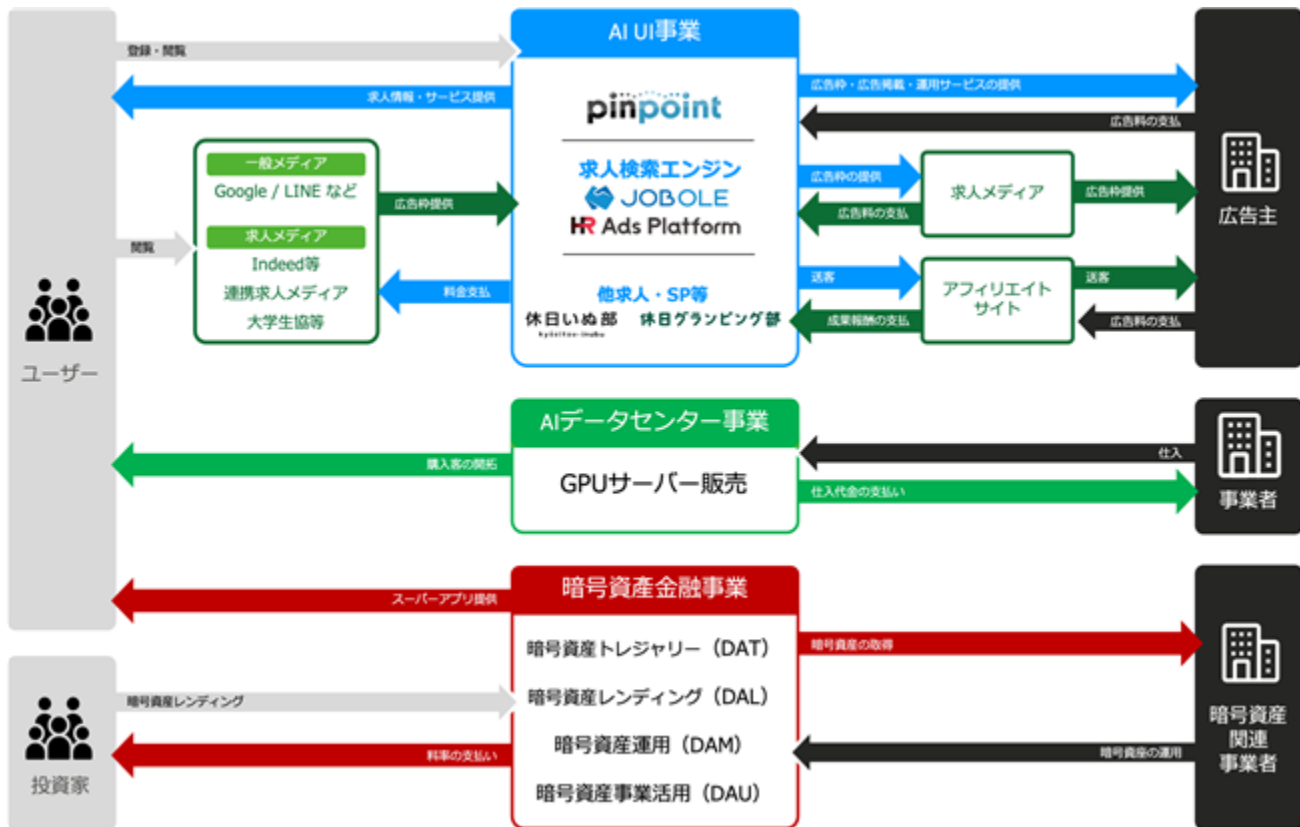 AI UI事業
登録・閲覧
求人情報・サービス提供
pinpoint
広告枠・広告掲載・運用サービスの提供
広告料の支払
一般メディア
Google / LINE など
求人メディア
Indeed等
連携求人メディア
大学生協等
閲覧
広告枠提供
料金支払
求人検索エンジン
JOBOLE
HR Ads Platform
他求人・SP等
休日いぬ部
kyuzitsu-inubu
休日グランピング部
広告枠の提供
広告料の支払
求人メディア
広告枠提供
送客
成果報酬の支払
アフィリエイト
サイト
送客
広告料の支払
広告主
ユーザー
AIデータセンター事業
GPUサーバー販売
購入客の開拓
仕入
仕入代金の支払い
事業者
暗号資産金融事業
スーパーアプリ提供
暗号資産トレジャリー（DAT）
暗号資産レンディング（DAL）
暗号資産運用（DAM）
暗号資産事業活用（DAU）
暗号資産の取得
暗号資産レンディング
料率の支払い
暗号資産の運用
投資家
暗号資産
関連
事業者